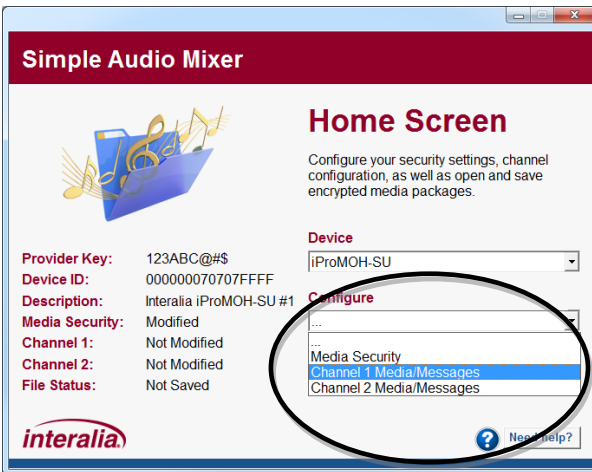 Simple Audio Mixer
Home Screen
Configure your security settings, channel
configuration, as well as open and save
encrypted media packages.
Device
iProMOH-SU
Provider Key: 123ABC@#$
Device ID: 000000070707FFFF
Description: Interalia iProMOH-SU #1
Media Security: Modified
Channel 1: Not Modified
Channel 2: Not Modified
File Status: Not Saved
Configure
...
...
Media Security
Channel 1 Media/Messages
Channel 2 Media/Messages
interalia
Need help?